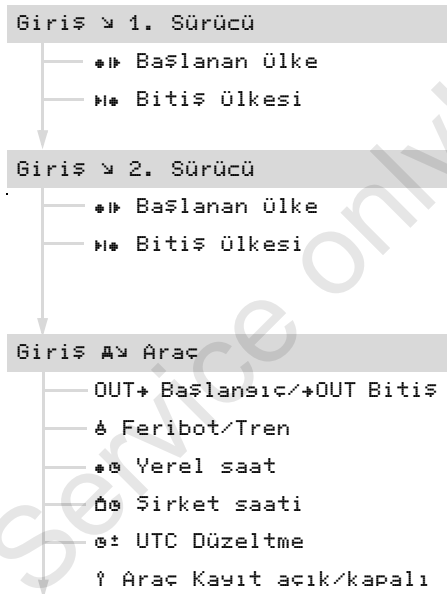 Giriş ⇲ 1. Sürücü
●I▶ Başlanan ülke
▶I● Bitiş ülkesi
Giriş ⇲ 2. Sürücü
●I▶ Başlanan ülke
▶I● Bitiş ülkesi
Giriş ⇲ Araç
OUT→ Başlangıç/→OUT Bitiş
Feribot/Tren
Yerel saat
Şirket saati
UTC Düzeltme
Araç Kayıt açık/kapalı
Service only!